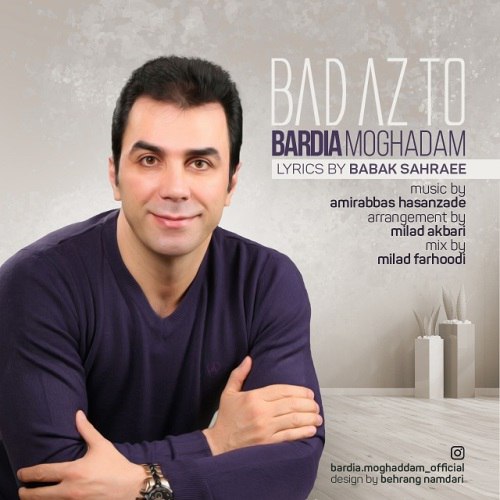 BAD AZ TO
BARDIA MOGHADAM
LYRICS BY BABAK SAHRAEE
music by
amirabbas hasanzade
arrangement by
milad akbari
mix by
milad farhoodi
bardia.moghaddam_official
design by behrang namdari